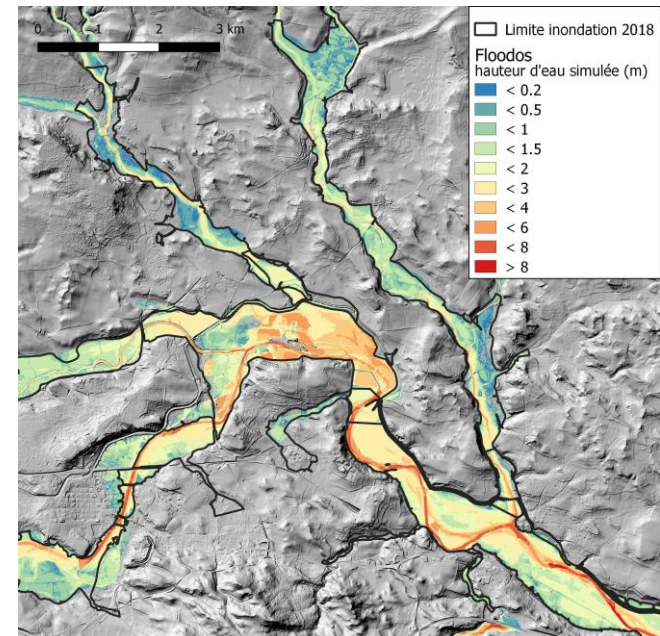 0 1 2 3 km
Limite inondation 2018
Floodos
hauteur d'eau simulée (m)
< 0.2
< 0.5
< 1
< 1.5
< 2
< 3
< 4
< 6
< 8
> 8